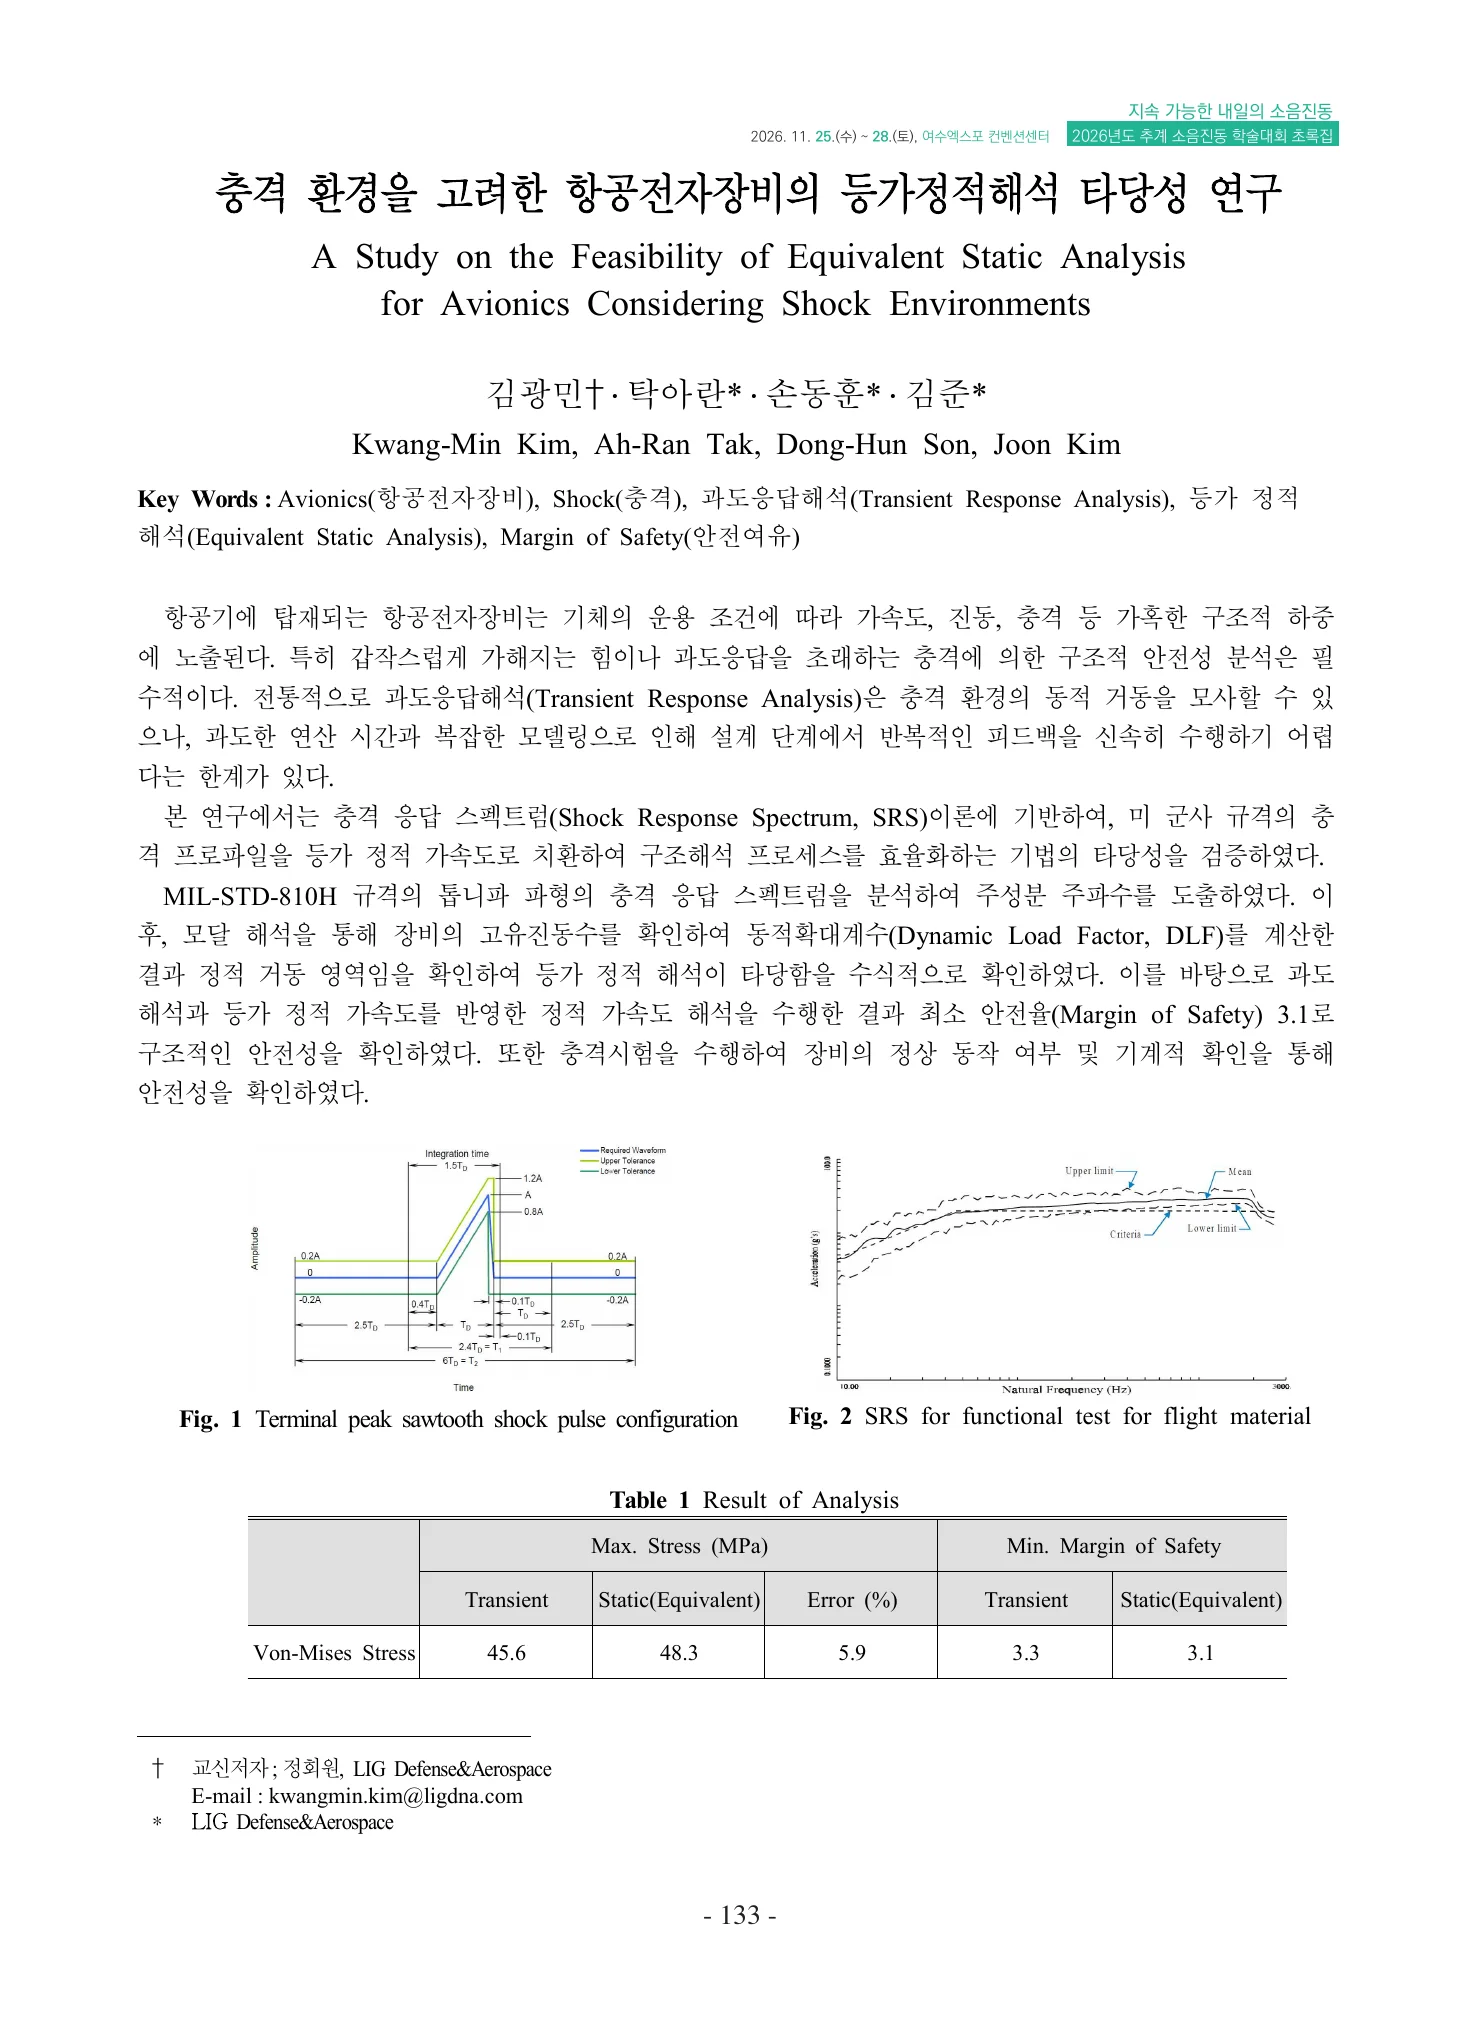 지속 가능한 내일의 소음진동
2026. 11. 25.(수) ~ 28.(토), 여수엑스포 컨벤션센터 2026년도 추계 소음진동 학술대회 초록집
충격 환경을 고려한 항공전자장비의 등가정적해석 타당성 연구
A Study on the Feasibility of Equivalent Static Analysis
for Avionics Considering Shock Environments
김광민†·탁아란*·손동훈*·김준*
Kwang-Min Kim, Ah-Ran Tak, Dong-Hun Son, Joon Kim
Key Words : Avionics(항공전자장비), Shock(충격), 과도응답해석(Transient Response Analysis), 등가 정적
해석(Equivalent Static Analysis), Margin of Safety(안전여유)
항공기에 탑재되는 항공전자장비는 기체의 운용 조건에 따라 가속도, 진동, 충격 등 가혹한 구조적 하중
에 노출된다. 특히 갑작스럽게 가해지는 힘이나 과도응답을 초래하는 충격에 의한 구조적 안전성 분석은 필
수적이다. 전통적으로 과도응답해석(Transient Response Analysis)은 충격 환경의 동적 거동을 모사할 수 있
으나, 과도한 연산 시간과 복잡한 모델링으로 인해 설계 단계에서 반복적인 피드백을 신속히 수행하기 어렵
다는 한계가 있다.
본 연구에서는 충격 응답 스펙트럼(Shock Response Spectrum, SRS)이론에 기반하여, 미 군사 규격의 충
격 프로파일을 등가 정적 가속도로 치환하여 구조해석 프로세스를 효율화하는 기법의 타당성을 검증하였다.
MIL-STD-810H 규격의 톱니파 파형의 충격 응답 스펙트럼을 분석하여 주성분 주파수를 도출하였다. 이
후, 모달 해석을 통해 장비의 고유진동수를 확인하여 동적확대계수(Dynamic Load Factor, DLF)를 계산한
결과 정적 거동 영역임을 확인하여 등가 정적 해석이 타당함을 수식적으로 확인하였다. 이를 바탕으로 과도
해석과 등가 정적 가속도를 반영한 정적 가속도 해석을 수행한 결과 최소 안전율(Margin of Safety) 3.1로
구조적인 안전성을 확인하였다. 또한 충격시험을 수행하여 장비의 정상 동작 여부 및 기계적 확인을 통해
안전성을 확인하였다.
Integration time
1.5TD
Required Waveform
Upper Tolerance
Lower Tolerance
1.2A
A
0.8A
Amplitude
0.2A 0.2A
0 0
-0.2A -0.2A
0.4TD 0.1TD
TD
2.5TD TD 2.5TD
0.1TD
2.4TD = T1
6TD = T2
Time
Fig. 1 Terminal peak sawtooth shock pulse configuration
Upper limit Mean
Criteria Lower limit
Acceleration (g's)
100.0
0.1000
10.00 3000.
Natural Frequency (Hz)
Fig. 2 SRS for functional test for flight material
Table 1 Result of Analysis
Max. Stress (MPa) Min. Margin of Safety
Transient Static(Equivalent) Error (%) Transient Static(Equivalent)
Von-Mises Stress 45.6 48.3 5.9 3.3 3.1
† 교신저자; 정회원, LIG Defense&Aerospace
E-mail : kwangmin.kim@ligdna.com
* LIG Defense&Aerospace
- 133 -